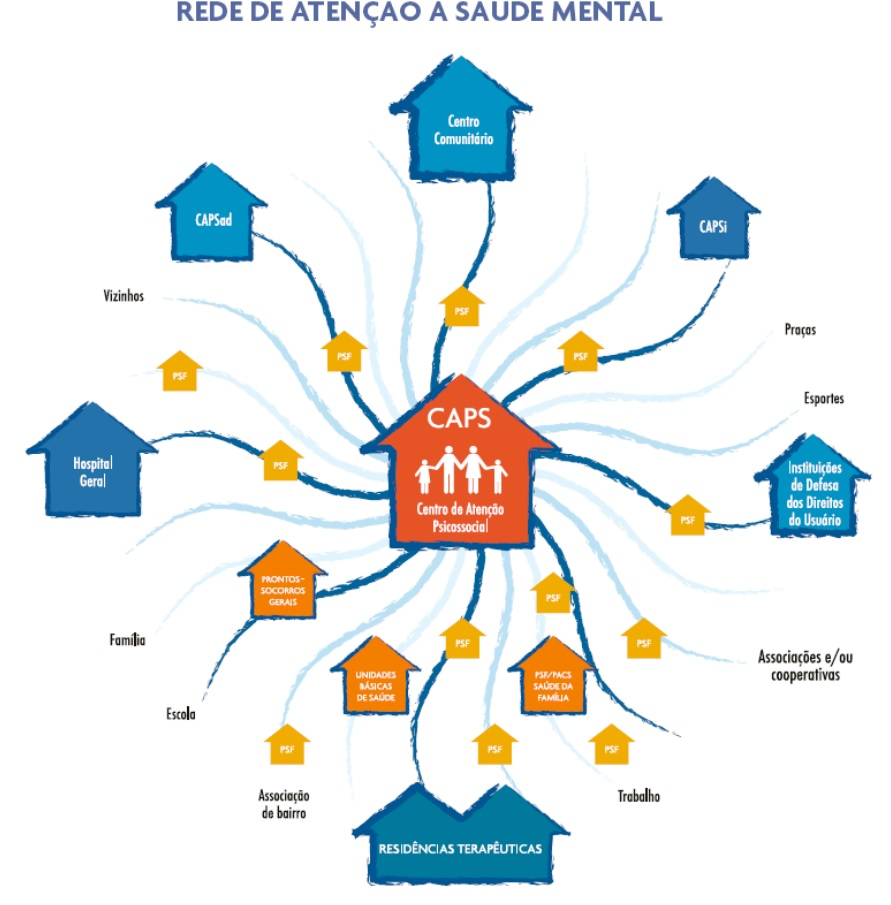 REDE DE ATENÇÃO A SAUDE MENTAL
Centro
Comunitário
CAPSad
CAPSi
Vizinhos
PSF
PSF
PSF
Praças
PSF
Esportes
CAPS
Hospital
Geral
PSF
Instituições
de Defesa
dos Direitos
do Usuário
Centro de Atenção
Psicossocial
PSF
PRONTOS-
SOCORROS
GERAIS
PSF
Família
PSF
PSF
Associações e/ou
cooperativas
UNIDADES
BÁSICAS
DE SAÚDE
PSF/PACS
SAÚDE DA
FAMÍLIA
Escola
PSF
PSF
PSF
Associação
de bairro
Trabalho
RESIDÊNCIAS TERAPÊUTICAS